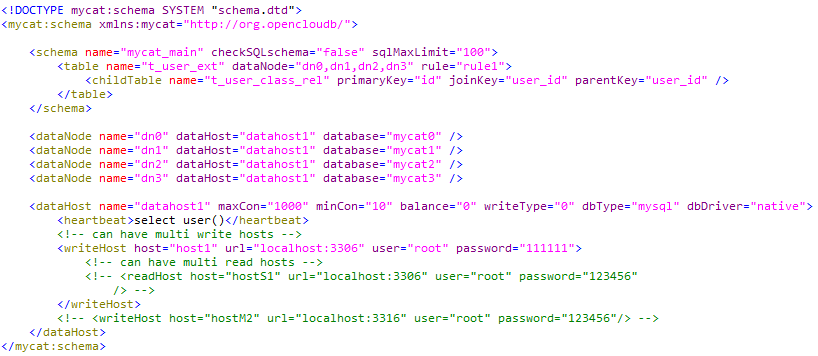 <!DOCTYPE mycat:schema SYSTEM "schema.dtd">
<mycat:schema xmlns:mycat="http://org.opencloudb/">
<schema name="mycat_main" checkSQLschema="false" sqlMaxLimit="100">
<table name="t_user_ext" dataNode="dn0,dn1,dn2,dn3" rule="rule1">
<childTable name="t_user_class_rel" primaryKey="id" joinKey="user_id" parentKey="user_id" />
</table>
</schema>
<dataNode name="dn0" dataHost="datahost1" database="mycat0" />
<dataNode name="dn1" dataHost="datahost1" database="mycat1" />
<dataNode name="dn2" dataHost="datahost1" database="mycat2" />
<dataNode name="dn3" dataHost="datahost1" database="mycat3" />
<dataHost name="datahost1" maxCon="1000" minCon="10" balance="0" writeType="0" dbType="mysql" dbDriver="native">
<heartbeat>select user()</heartbeat>
<!-- can have multi write hosts -->
<writeHost host="host1" url="localhost:3306" user="root" password="111111">
<!-- can have multi read hosts -->
<!-- <readHost host="hostS1" url="localhost:3306" user="root" password="123456"
/> -->
</writeHost>
<!-- <writeHost host="hostM2" url="localhost:3316" user="root" password="123456"/> -->
</dataHost>
</mycat:schema>